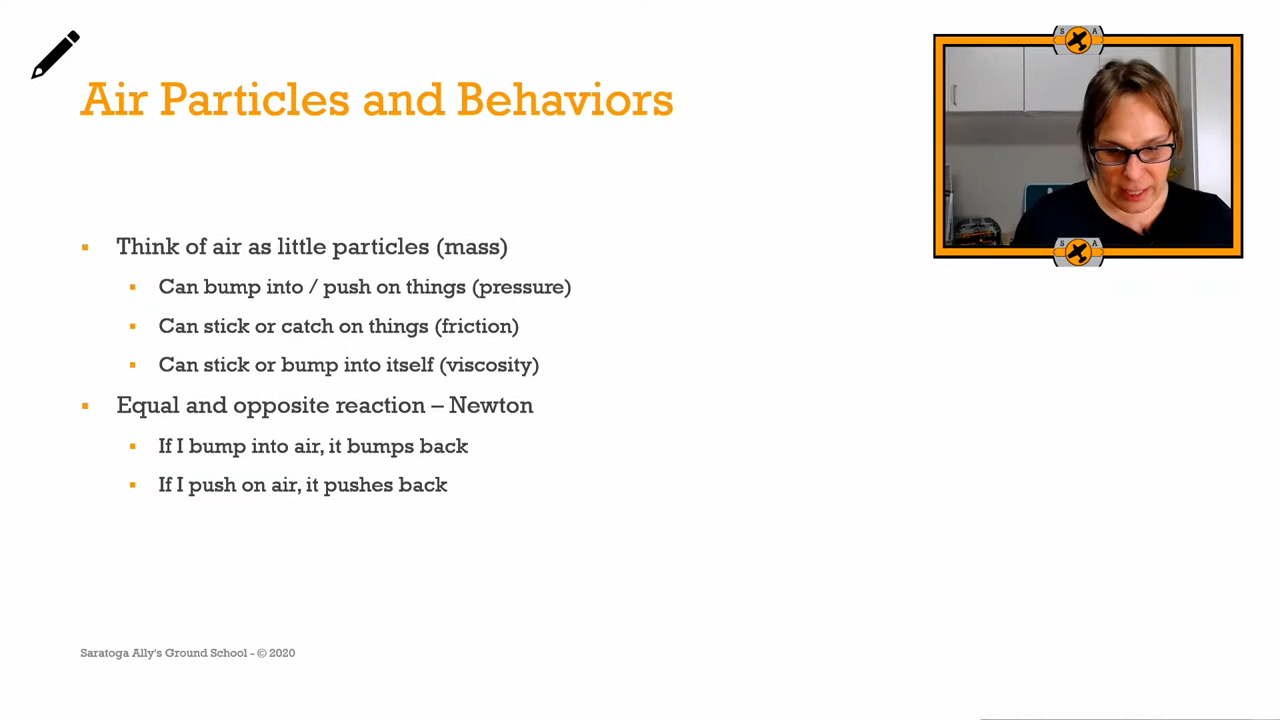 Air Particles and Behaviors
S A
Think of air as little particles (mass)
Can bump into / push on things (pressure)
S A
Can stick or catch on things (friction)
Can stick or bump into itself (viscosity)
Equal and opposite reaction – Newton
If I bump into air, it bumps back
If I push on air, it pushes back
Saratoga Ally's Ground School - © 2020